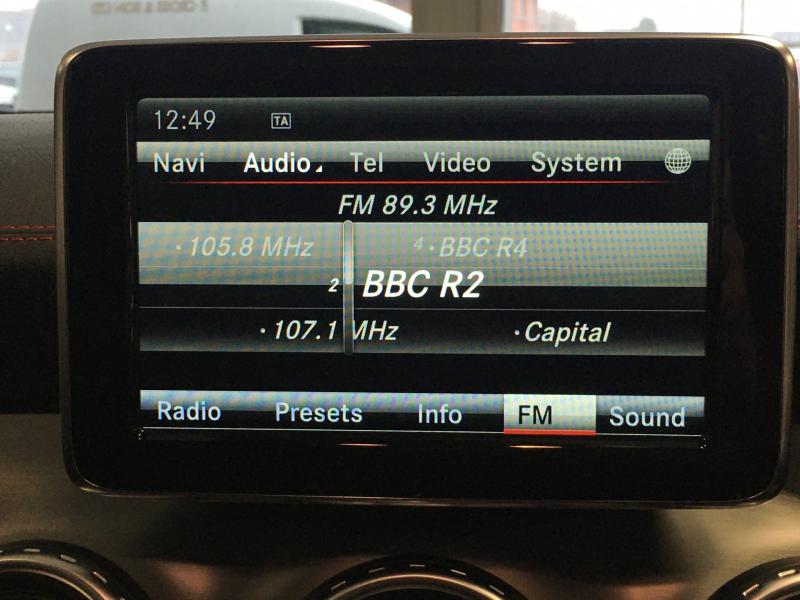 12:49 TA
Navi Audio Tel Video System
FM 89.3 MHz
· 105.8 MHz 4 · BBC R4
2 BBC R2
· 107.1 MHz · Capital
Radio Presets Info FM Sound